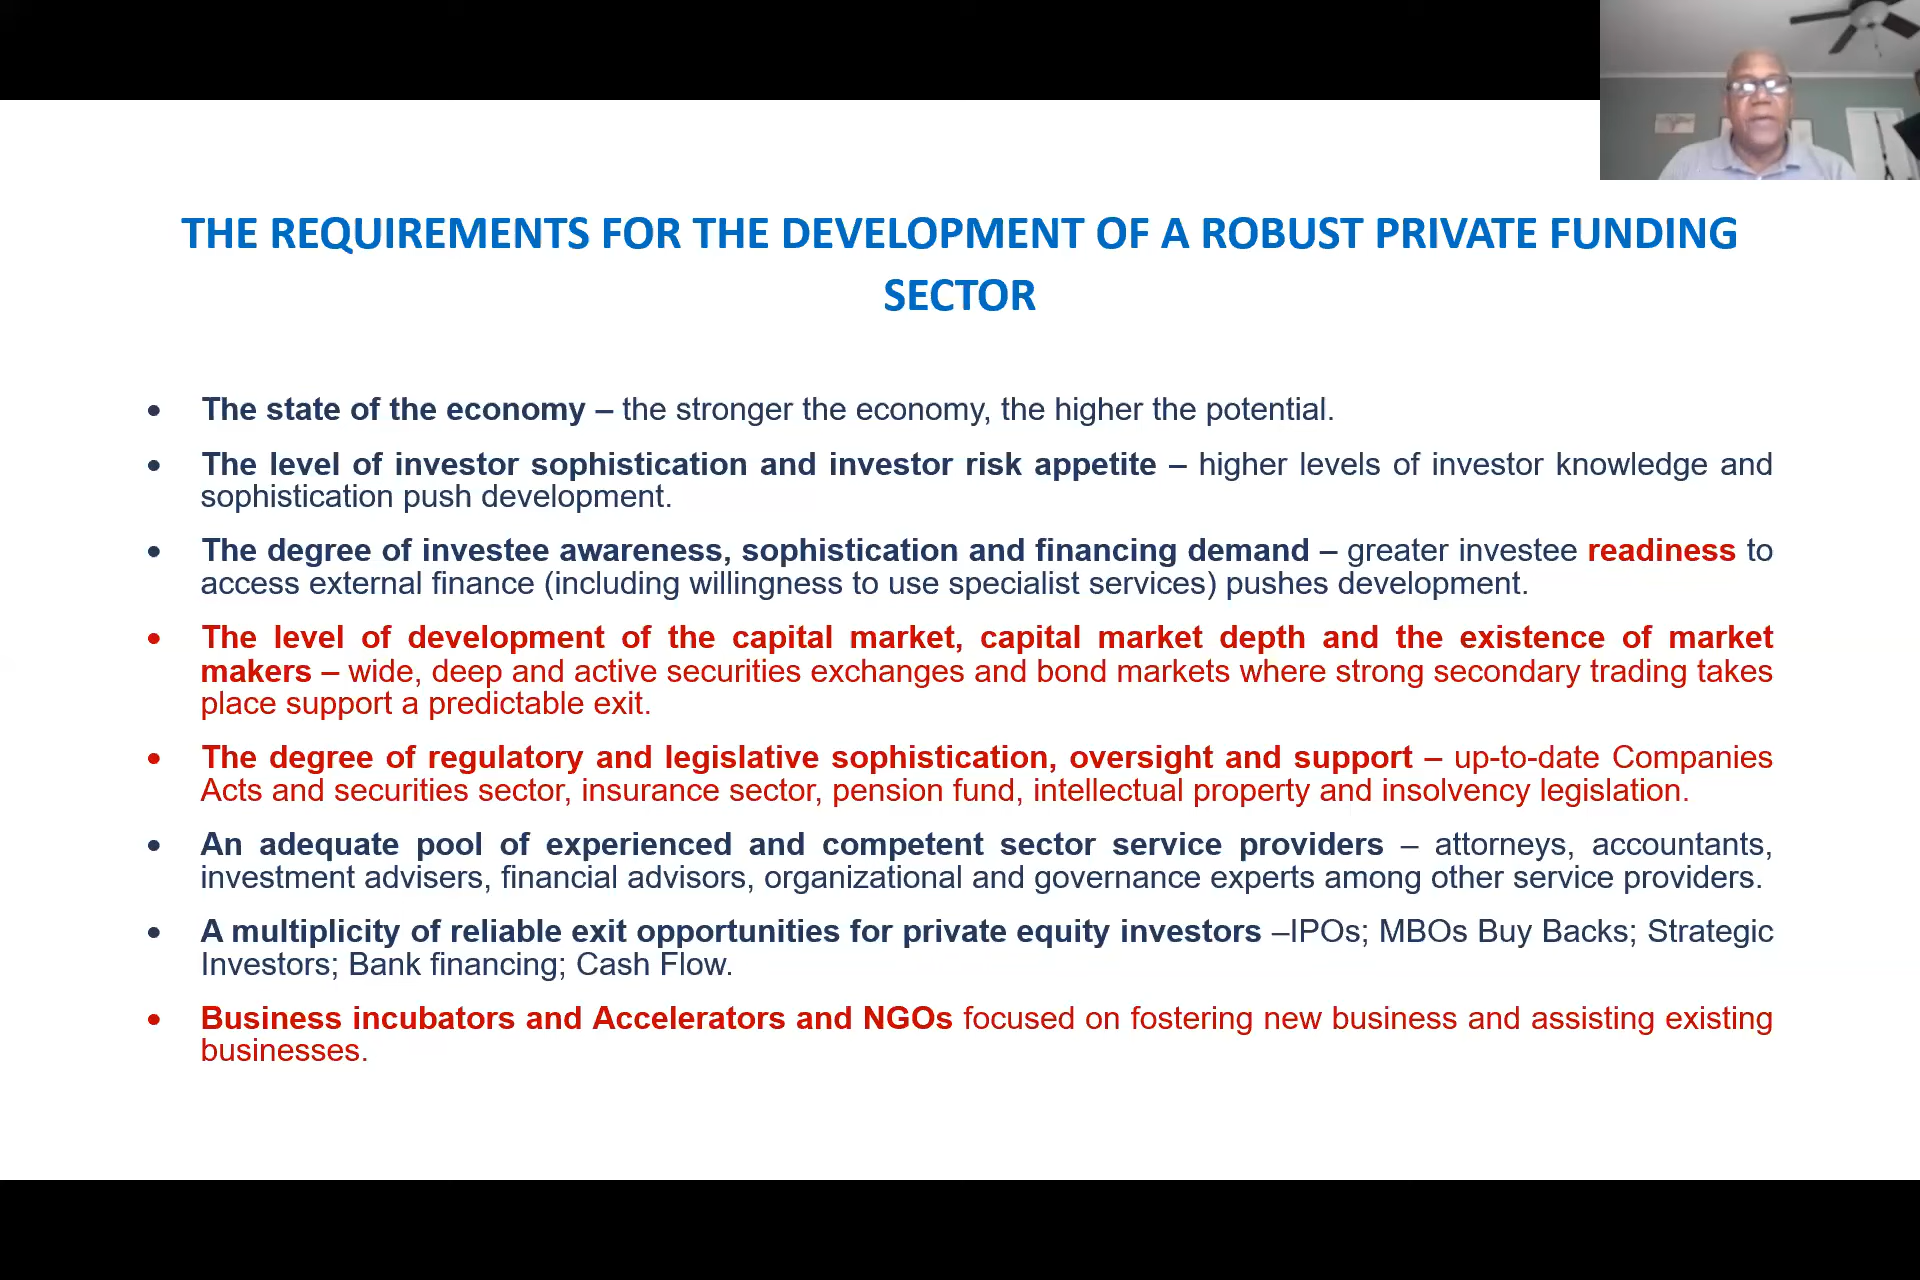 THE REQUIREMENTS FOR THE DEVELOPMENT OF A ROBUST PRIVATE FUNDING
SECTOR
• The state of the economy – the stronger the economy, the higher the potential.
• The level of investor sophistication and investor risk appetite – higher levels of investor knowledge and
sophistication push development.
• The degree of investee awareness, sophistication and financing demand – greater investee readiness to
access external finance (including willingness to use specialist services) pushes development.
• The level of development of the capital market, capital market depth and the existence of market
makers – wide, deep and active securities exchanges and bond markets where strong secondary trading takes
place support a predictable exit.
• The degree of regulatory and legislative sophistication, oversight and support – up-to-date Companies
Acts and securities sector, insurance sector, pension fund, intellectual property and insolvency legislation.
• An adequate pool of experienced and competent sector service providers – attorneys, accountants,
investment advisers, financial advisors, organizational and governance experts among other service providers.
• A multiplicity of reliable exit opportunities for private equity investors –IPOs; MBOs Buy Backs; Strategic
Investors; Bank financing; Cash Flow.
• Business incubators and Accelerators and NGOs focused on fostering new business and assisting existing
businesses.